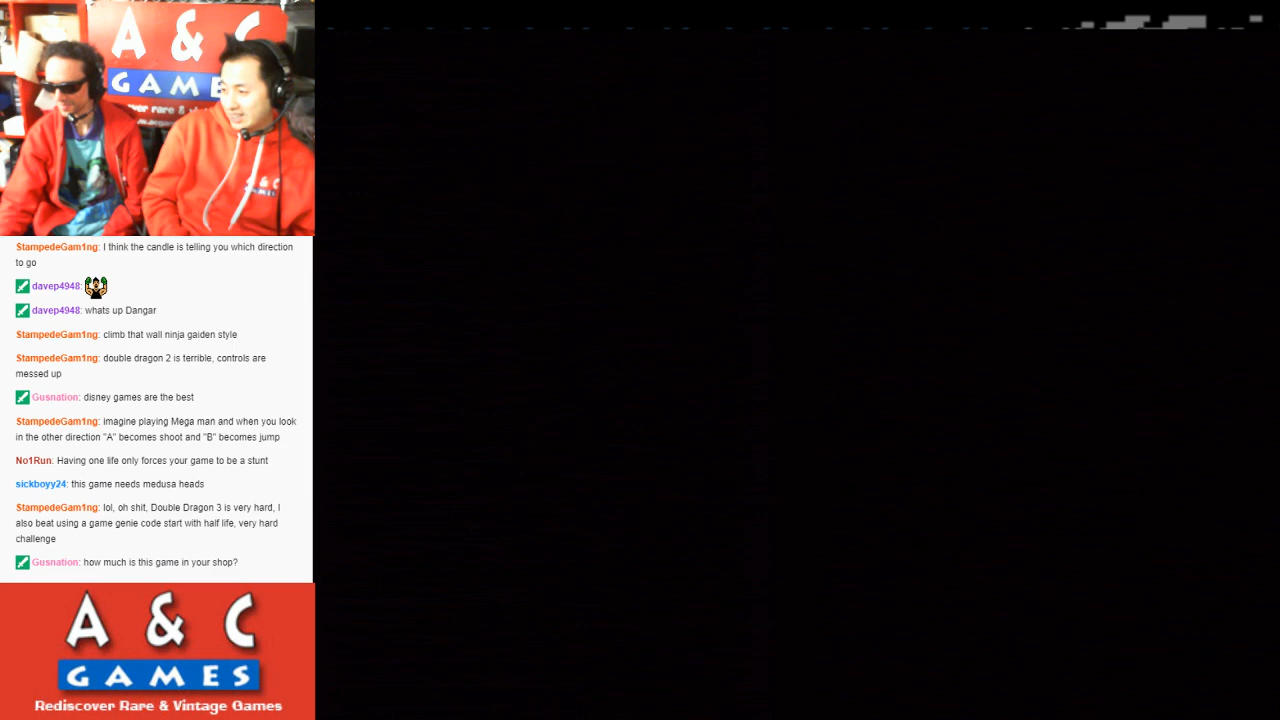 A & C
GAME
StampedeGam1ng: I think the candle is telling you which direction
to go
davep4948:
davep4948: whats up Dangar
StampedeGam1ng: climb that wall ninja gaiden style
StampedeGam1ng: double dragon 2 is terrible, controls are
messed up
Gusnation: disney games are the best
StampedeGam1ng: imagine playing Mega man and when you look
in the other direction "A" becomes shoot and "B" becomes jump
No1Run: Having one life only forces your game to be a stunt
sickboyy24: this game needs medusa heads
StampedeGam1ng: lol, oh shit, Double Dragon 3 is very hard, I
also beat using a game genie code start with half life, very hard
challenge
Gusnation: how much is this game in your shop?
A & C
GAMES
Rediscover Rare & Vintage Games